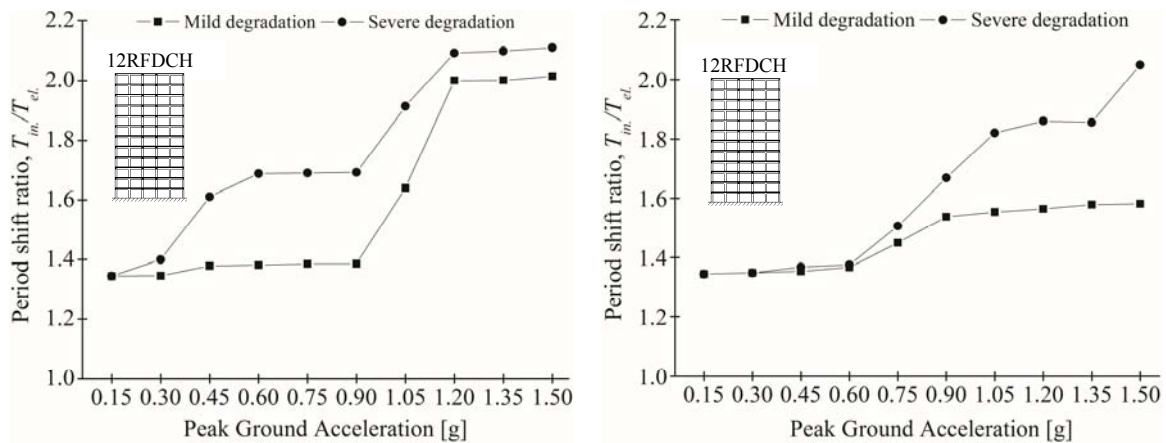 Mild degradation Severe degradation
2.2
2.0
1.8
1.6
1.4
1.2
1.0
12RFDCH
Period shift ratio, T_in./T_el.
0.15 0.30 0.45 0.60 0.75 0.90 1.05 1.20 1.35 1.50
Peak Ground Acceleration [g]
Mild degradation Severe degradation
2.2
2.0
1.8
1.6
1.4
1.2
1.0
12RFDCH
Period shift ratio, T_in./T_el.
0.15 0.30 0.45 0.60 0.75 0.90 1.05 1.20 1.35 1.50
Peak Ground Acceleration [g]